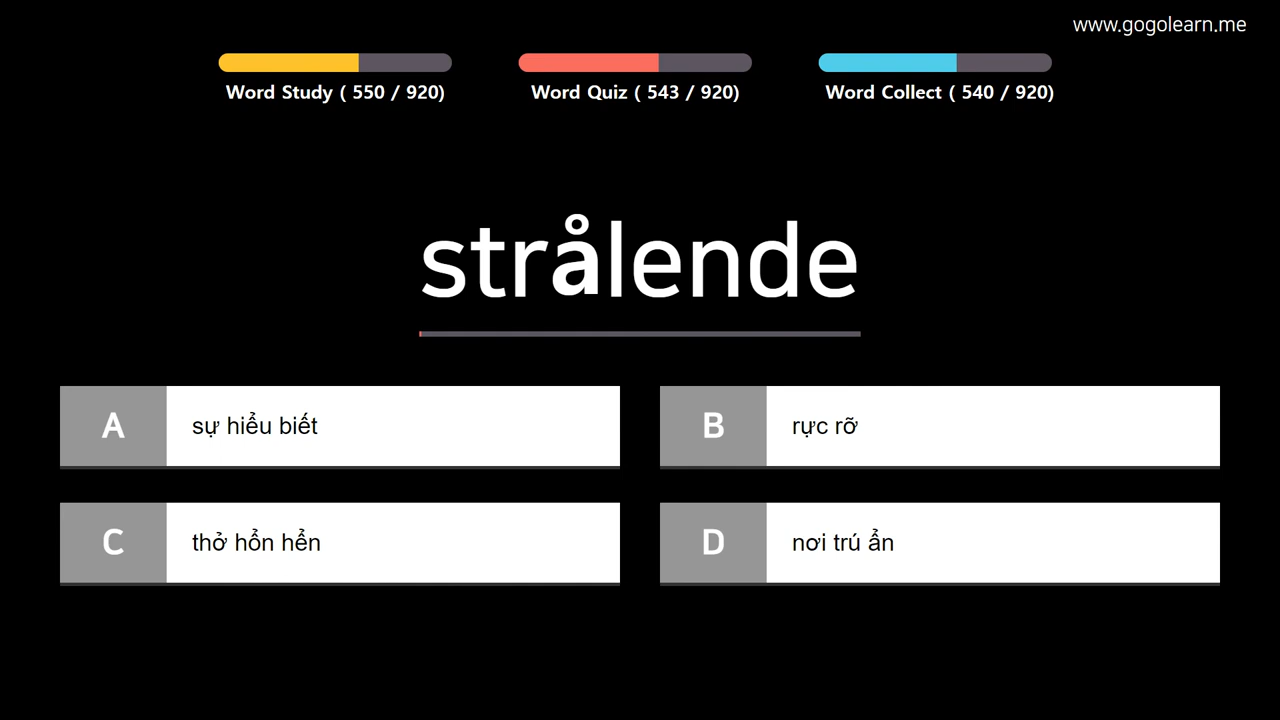 www.gogolearn.me
Word Study ( 550 / 920)
Word Quiz ( 543 / 920)
Word Collect ( 540 / 920)
strålende
A
sự hiểu biết
B
rực rỡ
C
thở hổn hển
D
nơi trú ẩn